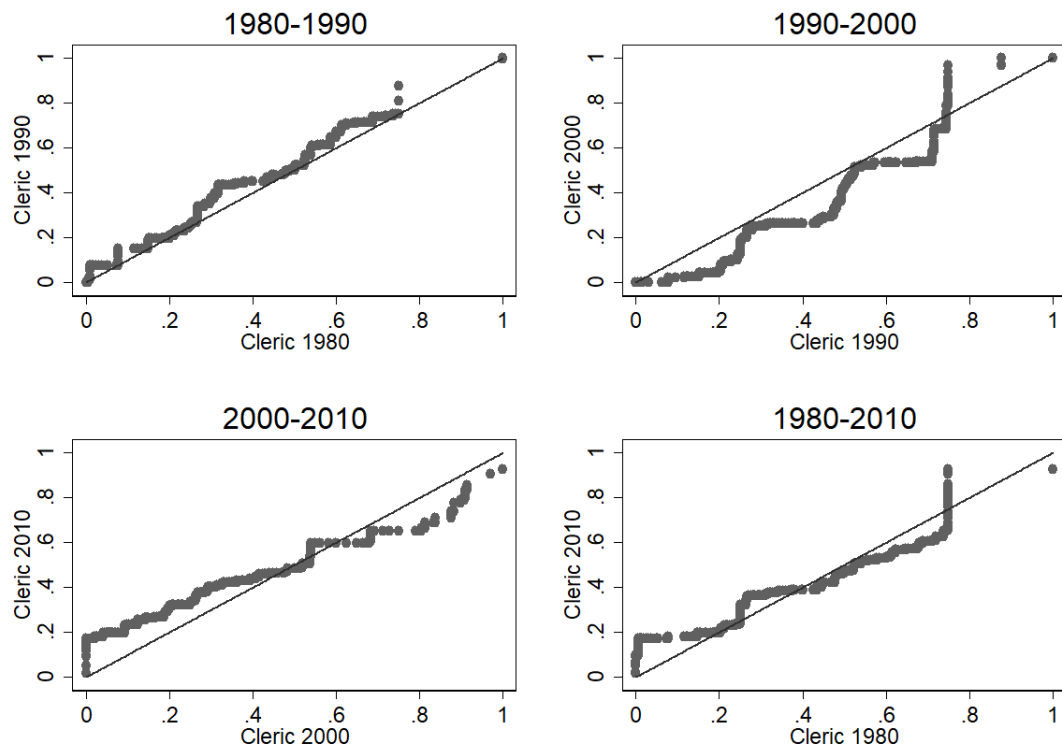 1980-1990
Cleric 1990
0 .2 .4 .6 .8 1
0 .2 .4 .6 .8 1
Cleric 1980
1990-2000
Cleric 2000
0 .2 .4 .6 .8 1
0 .2 .4 .6 .8 1
Cleric 1990
2000-2010
Cleric 2010
0 .2 .4 .6 .8 1
0 .2 .4 .6 .8 1
Cleric 2000
1980-2010
Cleric 2010
0 .2 .4 .6 .8 1
0 .2 .4 .6 .8 1
Cleric 1980